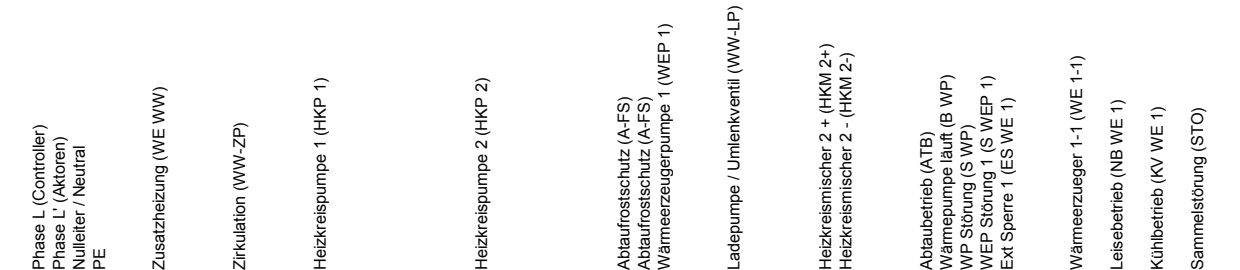 Phase L (Controller)
Phase L' (Aktoren)
Nulleiter / Neutral
PE
Zusatzheizung (WE WW)
Zirkulation (WW-ZP)
Heizkreispumpe 1 (HKP 1)
Heizkreispumpe 2 (HKP 2)
Abtaufrostschutz (A-FS)
Abtaufrostschutz (A-FS)
Wärmeerzeugerpumpe 1 (WEP 1)
Ladepumpe / Umlenkventil (WW-LP)
Heizkreismischer 2 + (HKM 2+)
Heizkreismischer 2 - (HKM 2-)
Abtaubetrieb (ATB)
Wärmepumpe läuft (B WP)
WP Störung (S WP)
WEP Störung 1 (S WEP 1)
Ext Sperre 1 (ES WE 1)
Wärmeerzueger 1-1 (WE 1-1)
Leisebetrieb (NB WE 1)
Kühlbetrieb (KV WE 1)
Sammelstörung (STO)